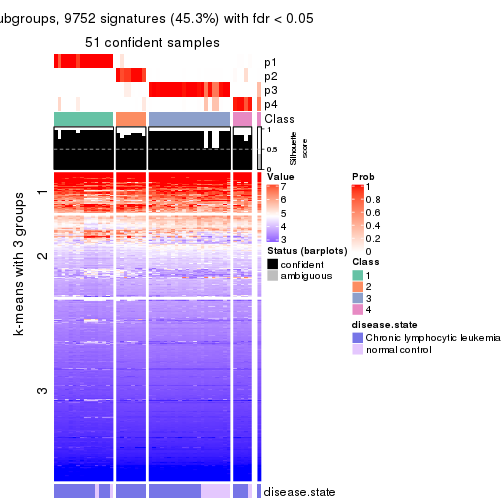 ubgroups, 9752 signatures (45.3%) with fdr < 0.05
51 confident samples
p1
p2
p3
p4
Class
1
0.5
0
Silhouette
score
k-means with 3 groups
1
2
3
Value
7
6
5
4
3
Status (barplots)
confident
ambiguous
Prob
1
0.8
0.6
0.4
0.2
0
Class
1
2
3
4
disease.state
Chronic lymphocytic leukemia
normal control
disease.state